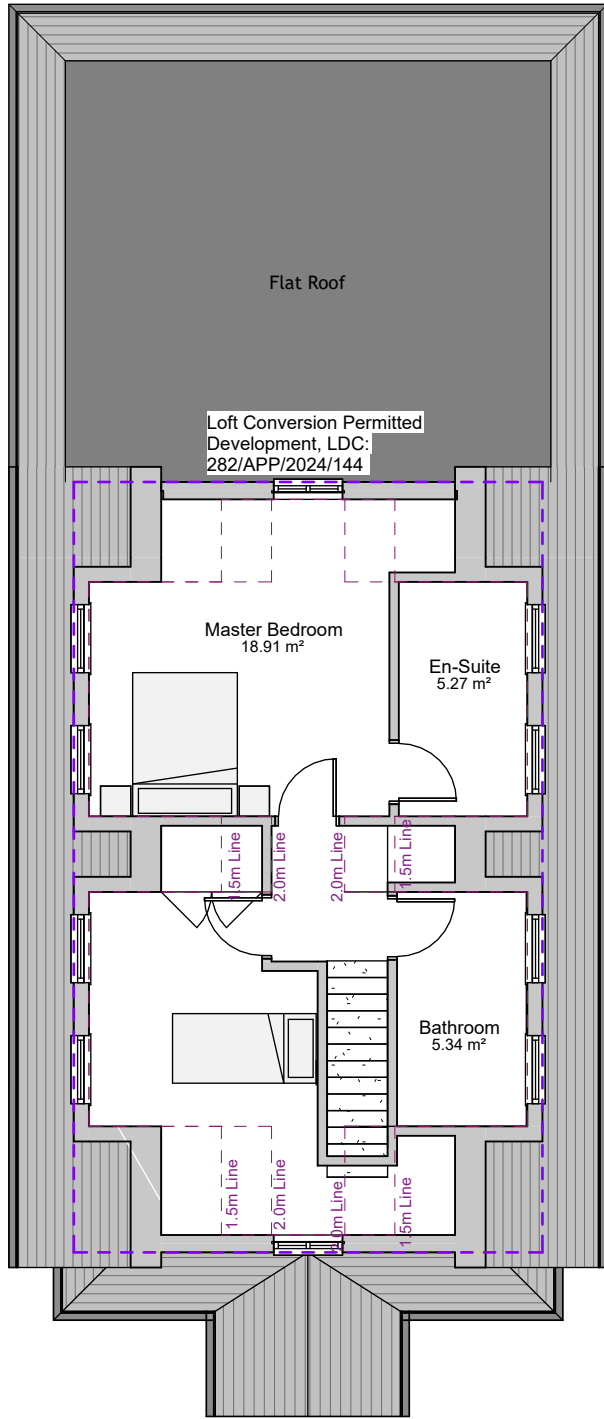 Flat Roof
Loft Conversion Permitted
Development, LDC:
282/APP/2024/144
Master Bedroom
18.91 m²
En-Suite
5.27 m²
1.5m Line
2.0m Line
2.0m Line
1.5m Line
Bathroom
5.34 m²
1.5m Line
2.0m Line
2.0m Line
1.5m Line